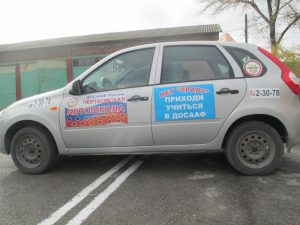 ДОСААФ России
ЧЕРТКОВСКАЯ
АВТОШКОЛА
НЕТ "ПРАВ?"
ПРИХОДИ
УЧИТЬСЯ
В ДОСААФ
2-30-78